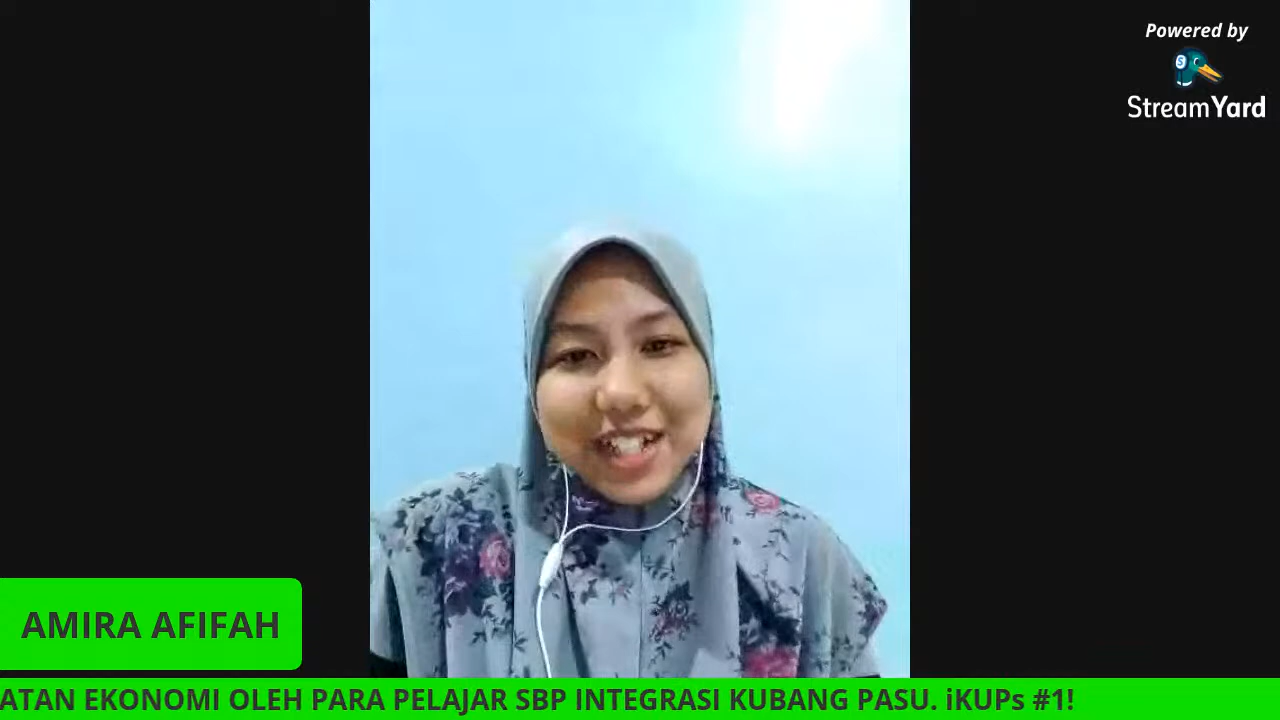 Powered by
StreamYard
AMIRA AFIFAH
ATAN EKONOMI OLEH PARA PELAJAR SBP INTEGRASI KUBANG PASU. iKUPs #1!